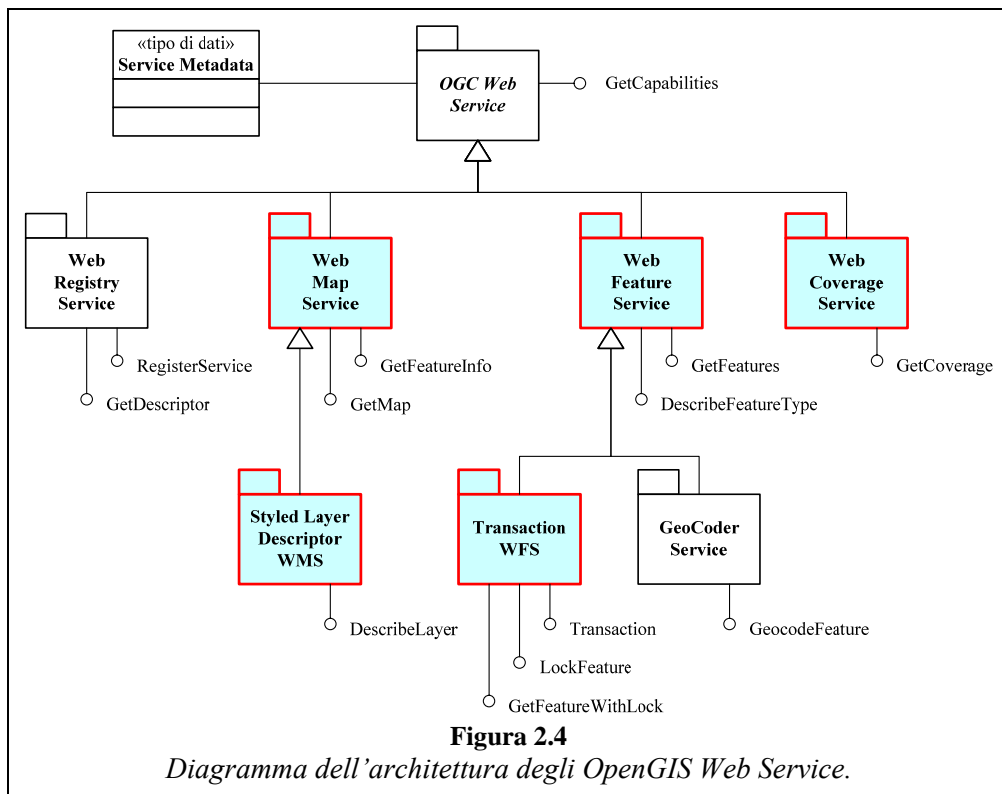 «tipo di dati»
Service Metadata
OGC Web
Service
GetCapabilities
Web
Registry
Service
Web
Map
Service
Web
Feature
Service
Web
Coverage
Service
RegisterService
GetDescriptor
GetFeatureInfo
GetMap
GetFeatures
DescribeFeatureType
GetCoverage
Styled Layer
Descriptor
WMS
Transaction
WFS
GeoCoder
Service
DescribeLayer
Transaction
LockFeature
GetFeatureWithLock
GeocodeFeature
Figura 2.4
Diagramma dell’architettura degli OpenGIS Web Service.